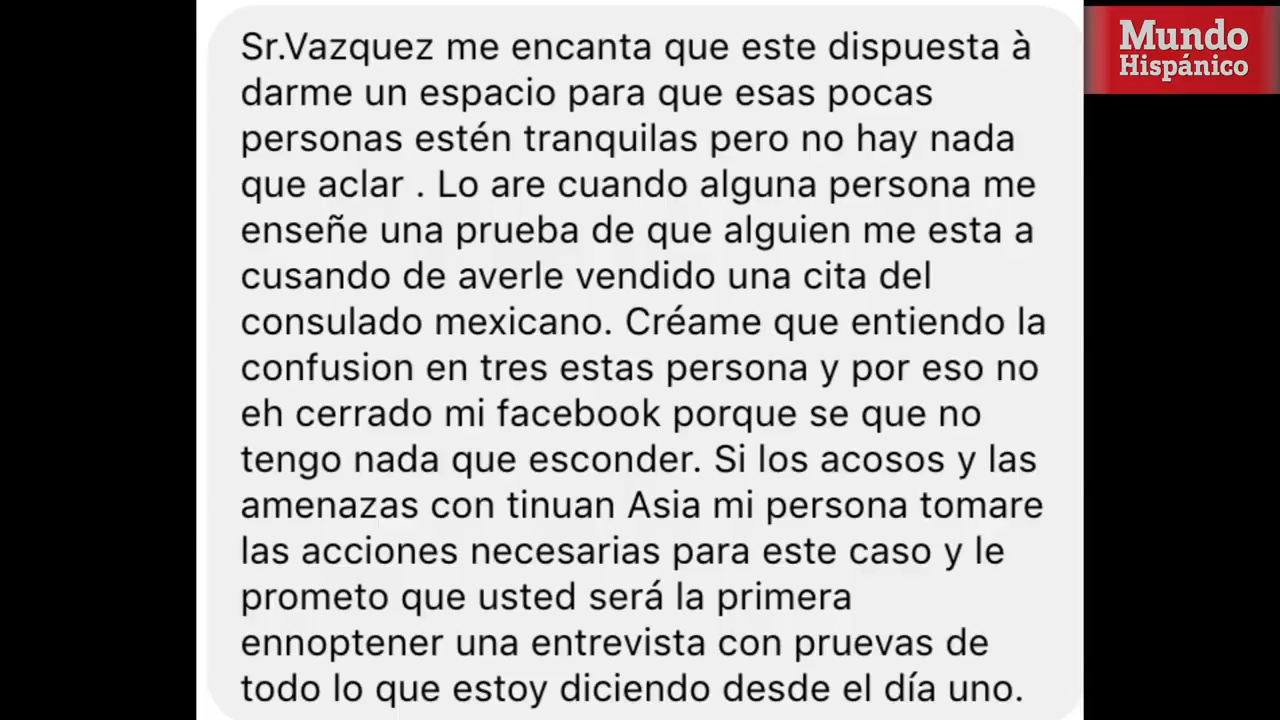 Sr.Vazquez me encanta que este dispuesta à
darme un espacio para que esas pocas
personas estén tranquilas pero no hay nada
que aclar . Lo are cuando alguna persona me
enseñe una prueba de que alguien me esta a
cusando de averle vendido una cita del
consulado mexicano. Créame que entiendo la
confusion en tres estas persona y por eso no
eh cerrado mi facebook porque se que no
tengo nada que esconder. Si los acosos y las
amenazas con tinuan Asia mi persona tomare
las acciones necesarias para este caso y le
prometo que usted será la primera
ennoptener una entrevista con pruevas de
todo lo que estoy diciendo desde el día uno.
Mundo
Hispánico